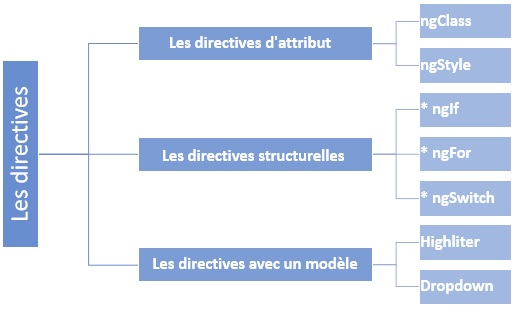 Les directives
Les directives d'attribut
ngClass
ngStyle
Les directives structurelles
* ngIf
* ngFor
* ngSwitch
Les directives avec un modèle
Highliter
Dropdown